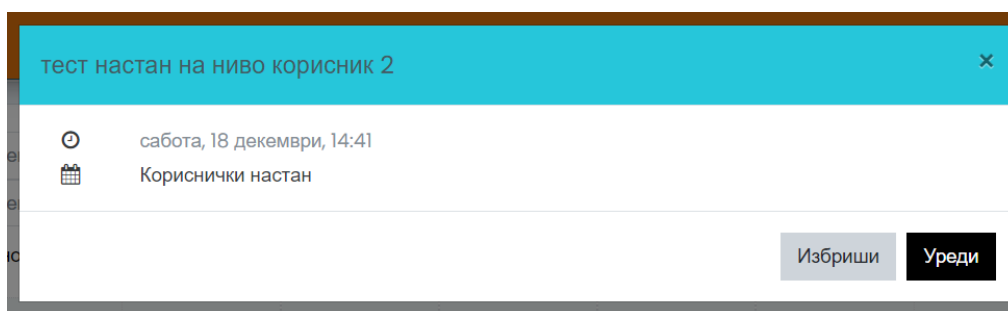 тест настан на ниво корисник 2
×
сабота, 18 декември, 14:41
Кориснички настан
Избриши Уреди